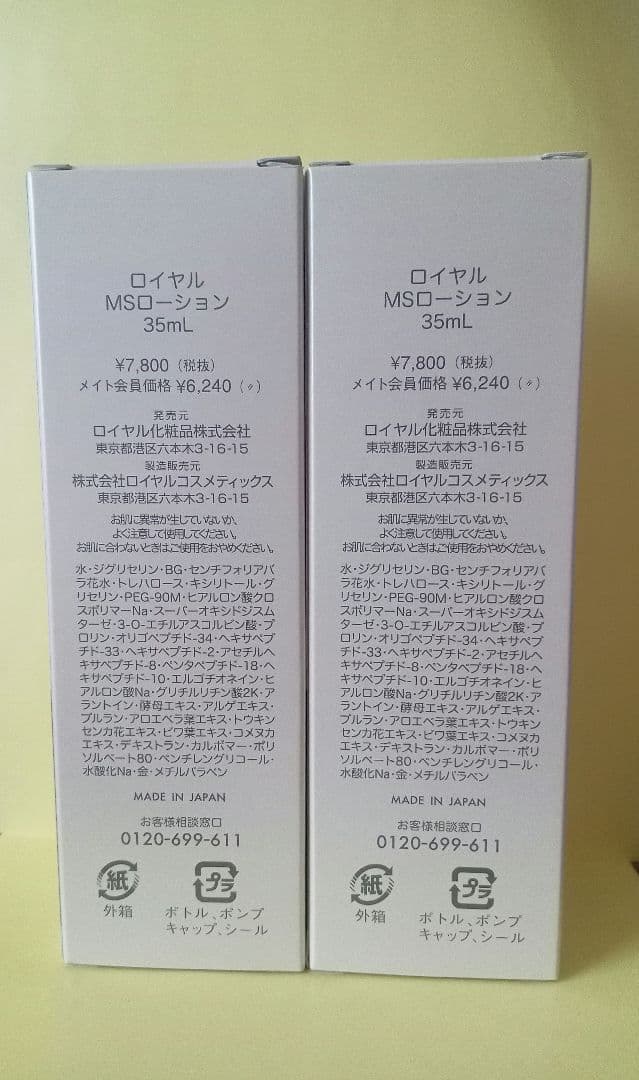 ロイヤル
MSローション
35mL
¥7,800（税抜）
メイト会員価格 ¥6,240（〃）
発売元
ロイヤル化粧品株式会社
東京都港区六本木3-16-15
製造販売元
株式会社ロイヤルコスメティックス
東京都港区六本木3-16-15
お肌に異常が生じていないか、
よく注意して使用してください。
お肌に合わないときはご使用をおやめください。
水・ジグリセリン・BG・センチフォリアバ
ラ花水・トレハロース・キシリトール・グ
リセリン・PEG-90M・ヒアルロン酸クロ
スポリマーNa・スーパーオキシドジスム
ターゼ・3-O-エチルアスコルビン酸・プ
ロリン・オリゴペプチド-34・ヘキサペプ
チド-33・ヘキサペプチド-2・アセチルヘ
キサペプチド-8・ペンタペプチド-18・ヘ
キサペプチド-10・エルゴチオネイン・ヒ
アルロン酸Na・グリチルリチン酸2K・ア
ラントイン・酵母エキス・アルゲエキス・
プルラン・アロエベラ葉エキス・トウキン
センカ花エキス・ビワ葉エキス・コメヌカ
エキス・デキストラン・カルボマー・ポリ
ソルベート80・ペンチレングリコール・
水酸化Na・金・メチルパラベン
MADE IN JAPAN
お客様相談窓口
0120-699-611
紙
外箱
プラ
ボトル、ポンプ
キャップ、シール
ロイヤル
MSローション
35mL
¥7,800（税抜）
メイト会員価格 ¥6,240（〃）
発売元
ロイヤル化粧品株式会社
東京都港区六本木3-16-15
製造販売元
株式会社ロイヤルコスメティックス
東京都港区六本木3-16-15
お肌に異常が生じていないか、
よく注意して使用してください。
お肌に合わないときはご使用をおやめください。
水・ジグリセリン・BG・センチフォリアバ
ラ花水・トレハロース・キシリトール・グ
リセリン・PEG-90M・ヒアルロン酸クロ
スポリマーNa・スーパーオキシドジスム
ターゼ・3-O-エチルアスコルビン酸・プ
ロリン・オリゴペプチド-34・ヘキサペプ
チド-33・ヘキサペプチド-2・アセチルヘ
キサペプチド-8・ペンタペプチド-18・ヘ
キサペプチド-10・エルゴチオネイン・ヒ
アルロン酸Na・グリチルリチン酸2K・ア
ラントイン・酵母エキス・アルゲエキス・
プルラン・アロエベラ葉エキス・トウキン
センカ花エキス・ビワ葉エキス・コメヌカ
エキス・デキストラン・カルボマー・ポリ
ソルベート80・ペンチレングリコール・
水酸化Na・金・メチルパラベン
MADE IN JAPAN
お客様相談窓口
0120-699-611
紙
外箱
プラ
ボトル、ポンプ
キャップ、シール